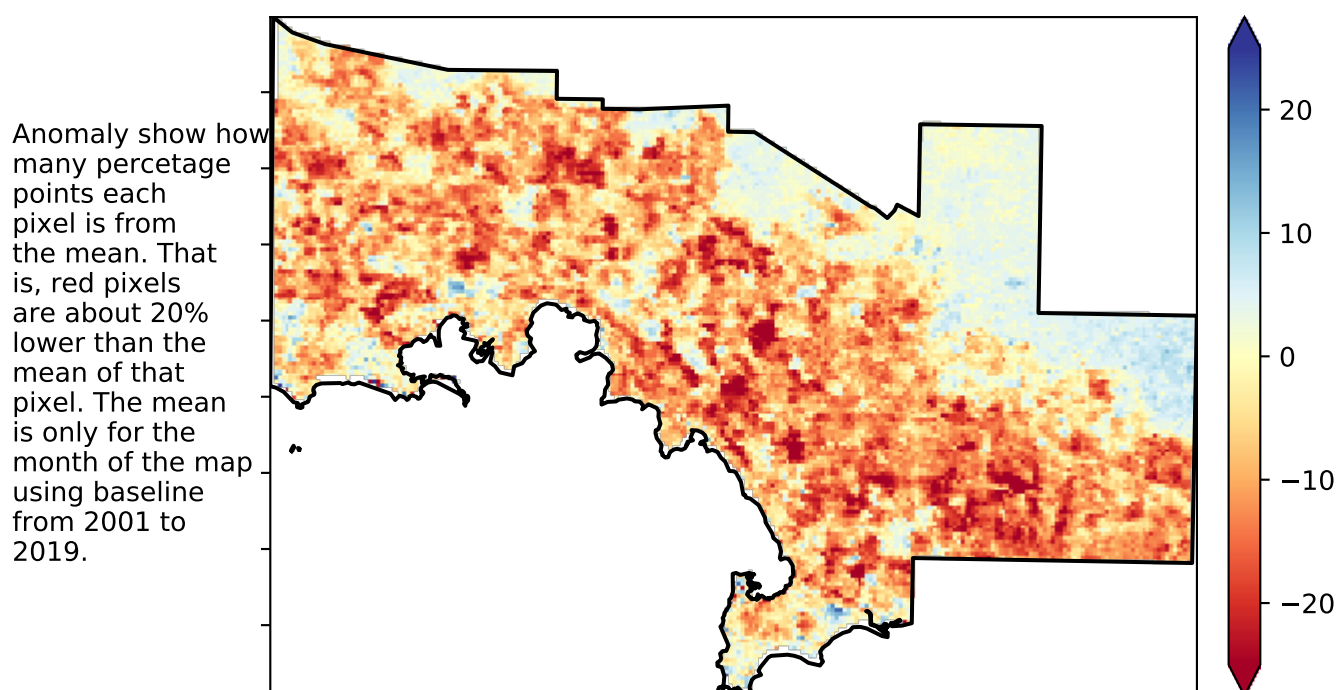 Anomaly show how
many percetage
points each
pixel is from
the mean. That
is, red pixels
are about 20%
lower than the
mean of that
pixel. The mean
is only for the
month of the map
using baseline
from 2001 to
2019.
20
10
0
−10
−20